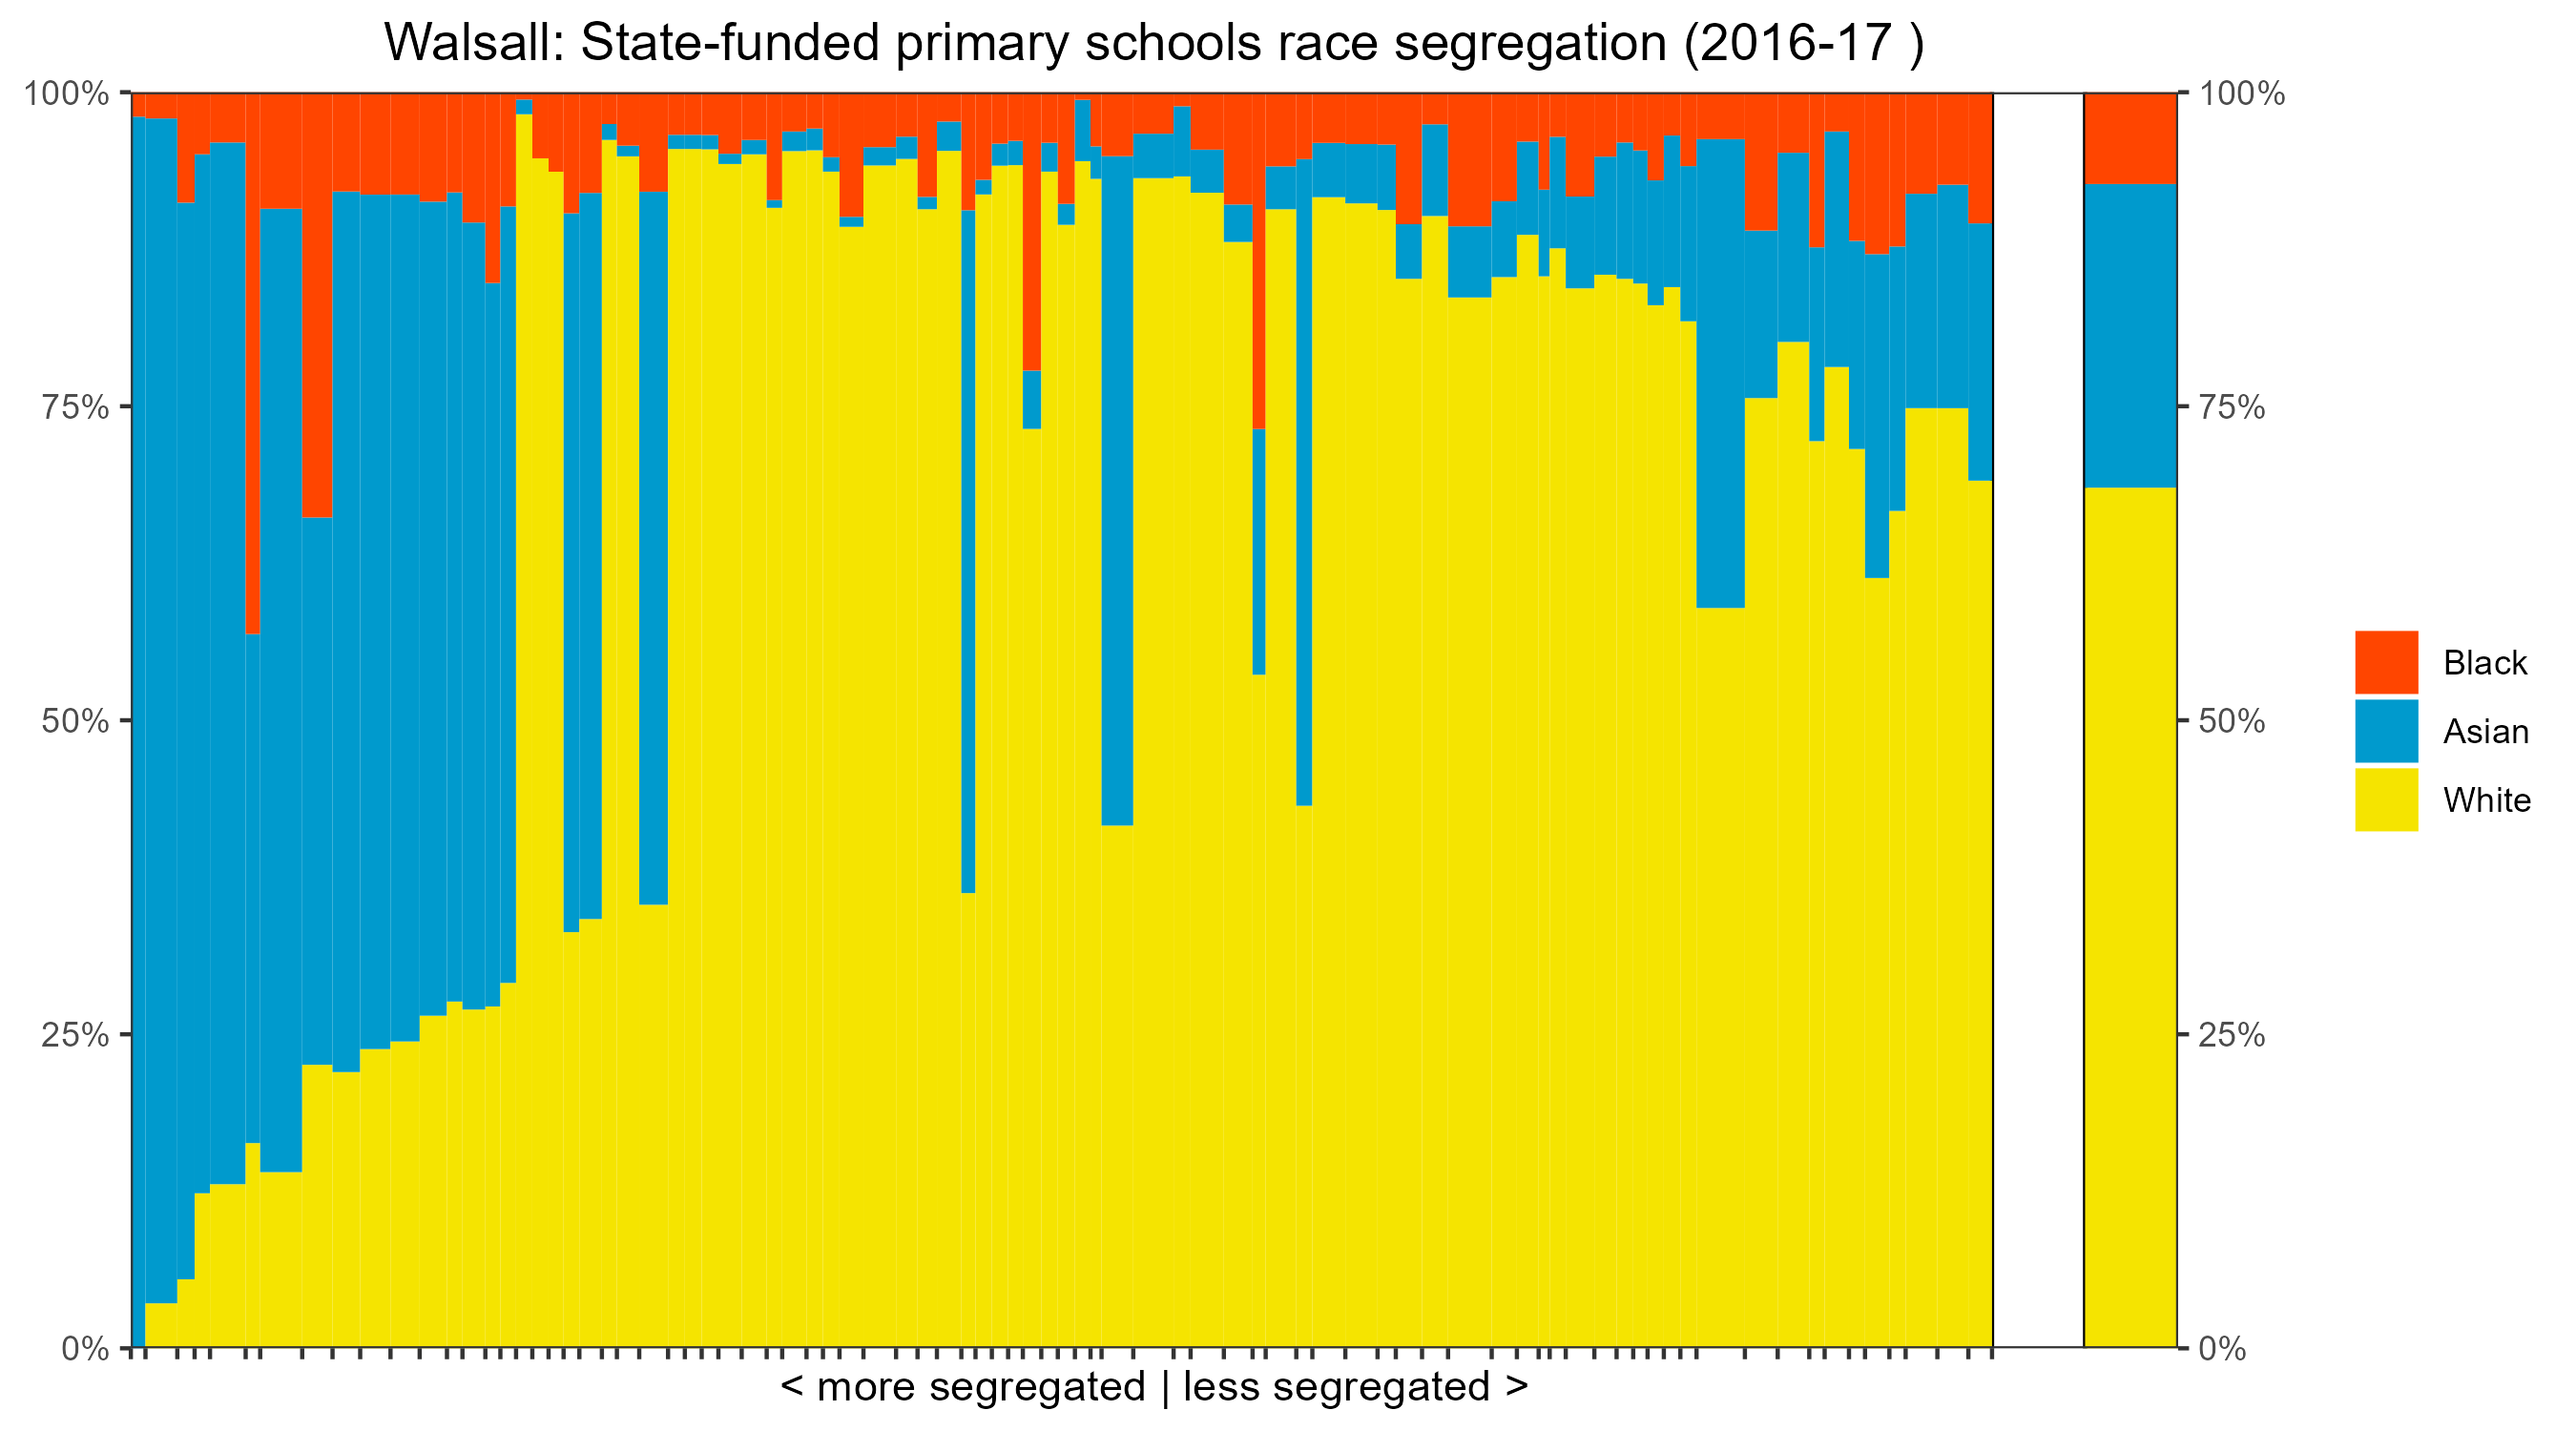 Walsall: State-funded primary schools race segregation (2016-17 )
100%
75%
50%
25%
0%
100%
75%
50%
25%
0%
Black
Asian
White
< more segregated | less segregated >